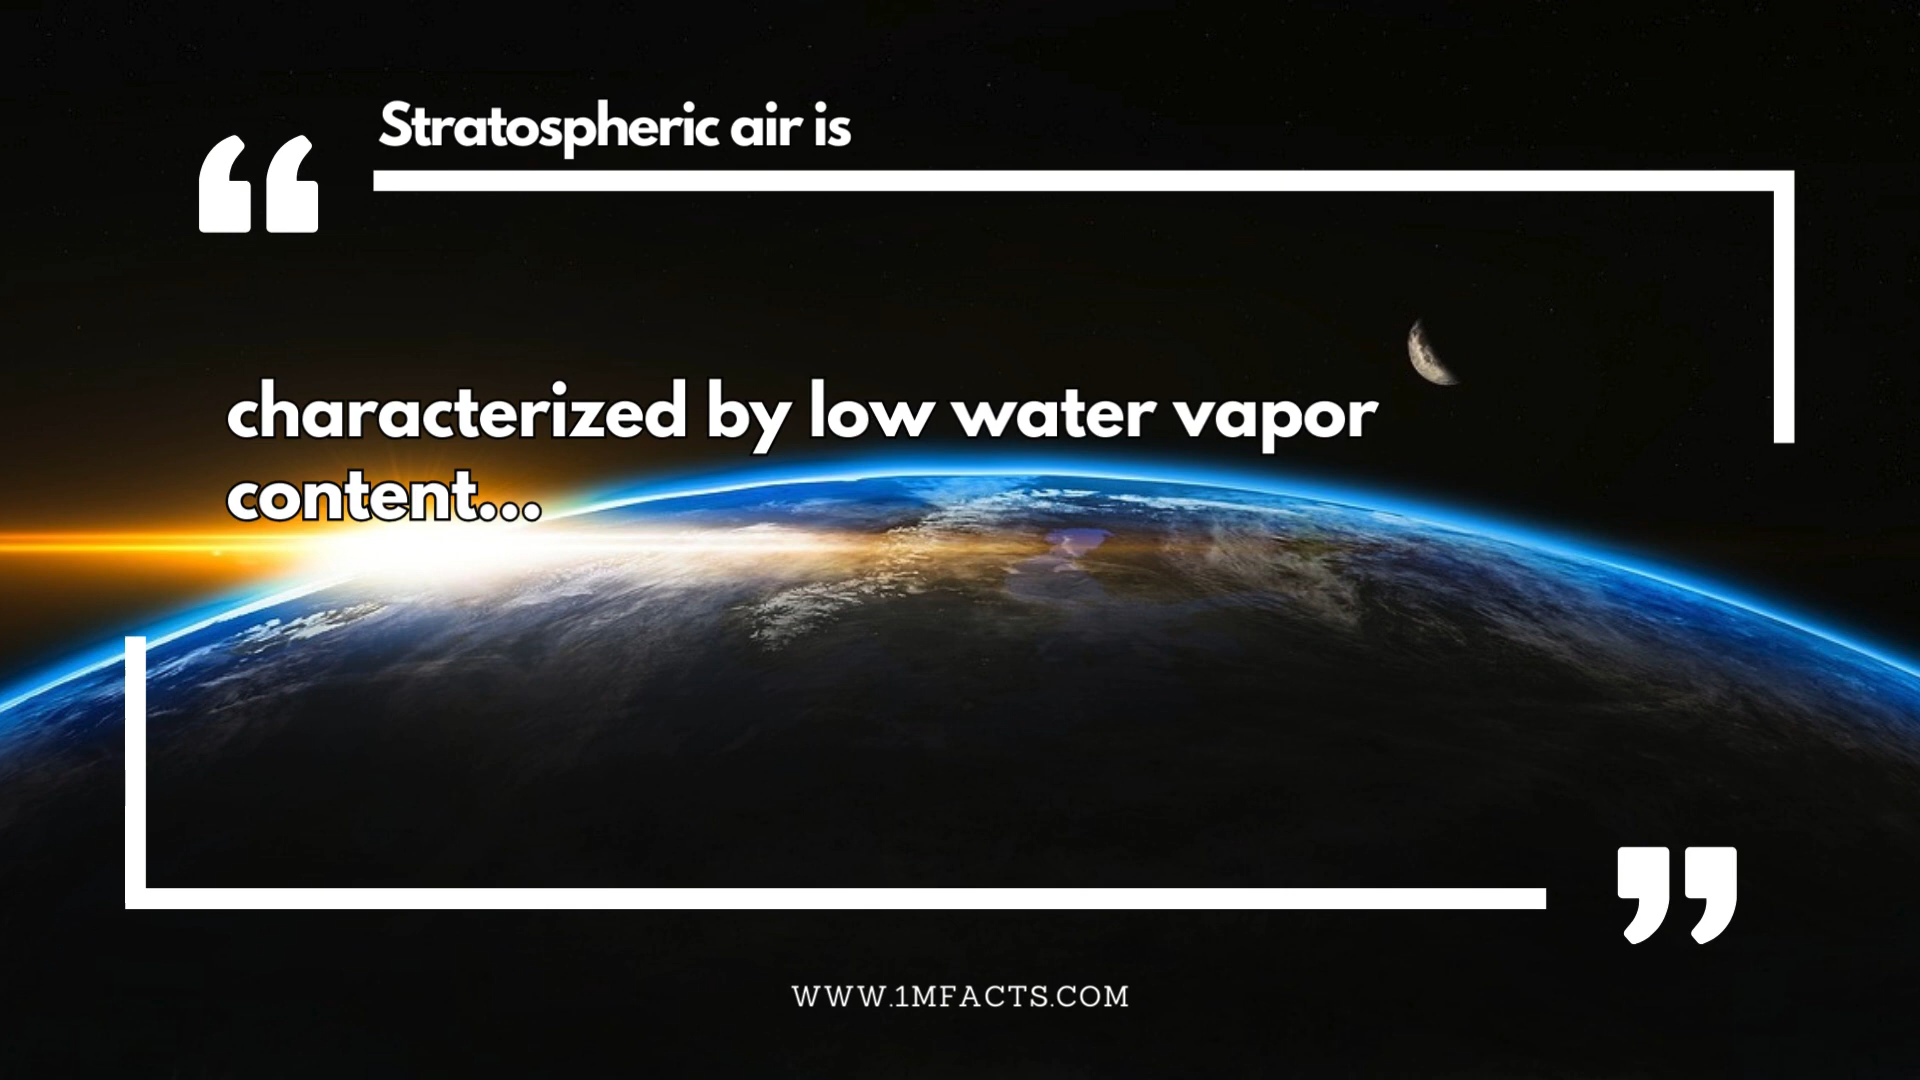 Stratospheric air is
characterized by low water vapor
content...
WWW.1MFACTS.COM